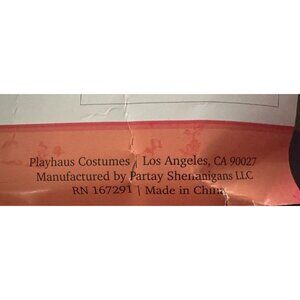 Playhaus Costumes / Los Angeles, CA 90027
Manufactured by Partay Shenanigans LLC
RN 167291 | Made in China